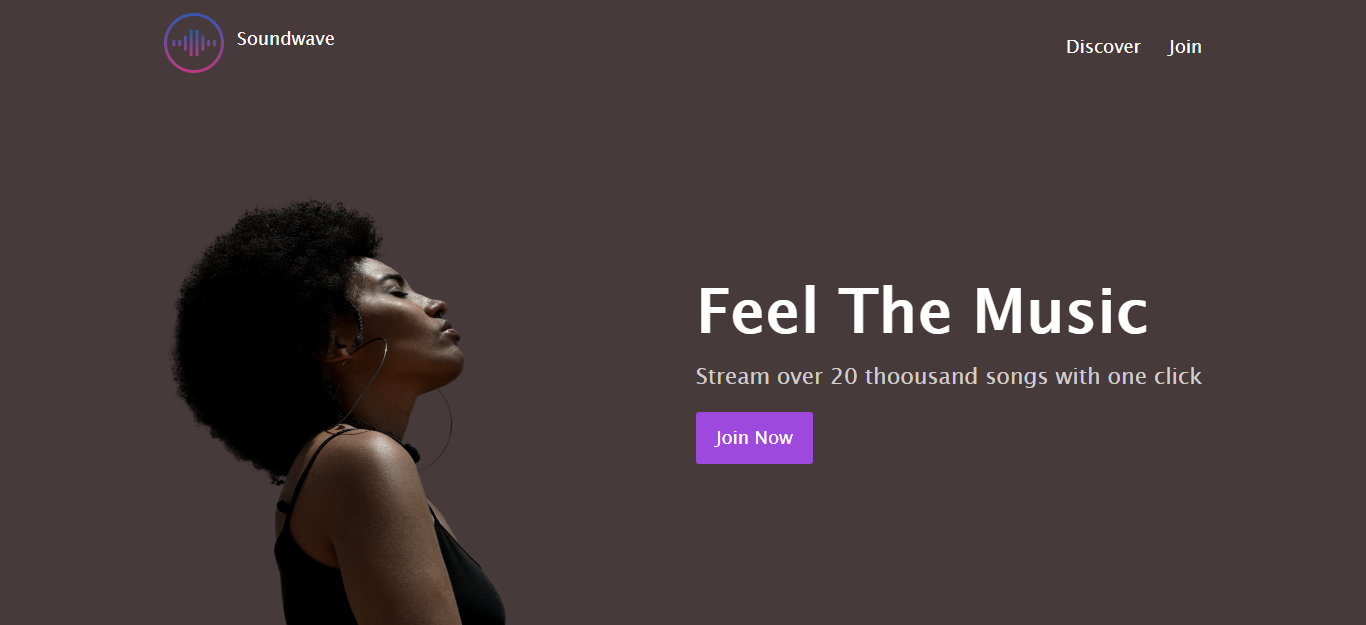 Soundwave
Discover
Join
Feel The Music
Stream over 20 thoousand songs with one click
Join Now